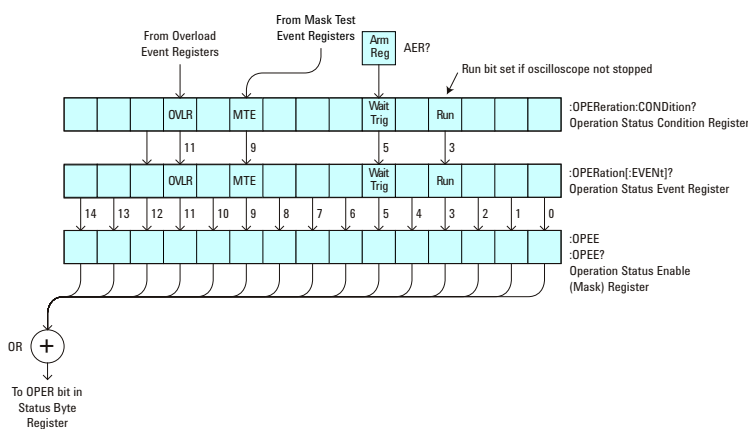 From Mask Test
Event Registers
From Overload
Event Registers
Arm
Reg
AER?
Run bit set if oscilloscope not stopped
OVLR
MTE
Wait
Trig
Run
:OPEReration:CONDition?
Operation Status Condition Register
11
9
5
3
OVLR
MTE
Wait
Trig
Run
:OPERation[:EVENt]?
Operation Status Event Register
14
13
12
11
10
9
8
7
6
5
4
3
2
1
0
:OPEE
:OPEE?
Operation Status Enable
(Mask) Register
OR
+
To OPER bit in
Status Byte
Register